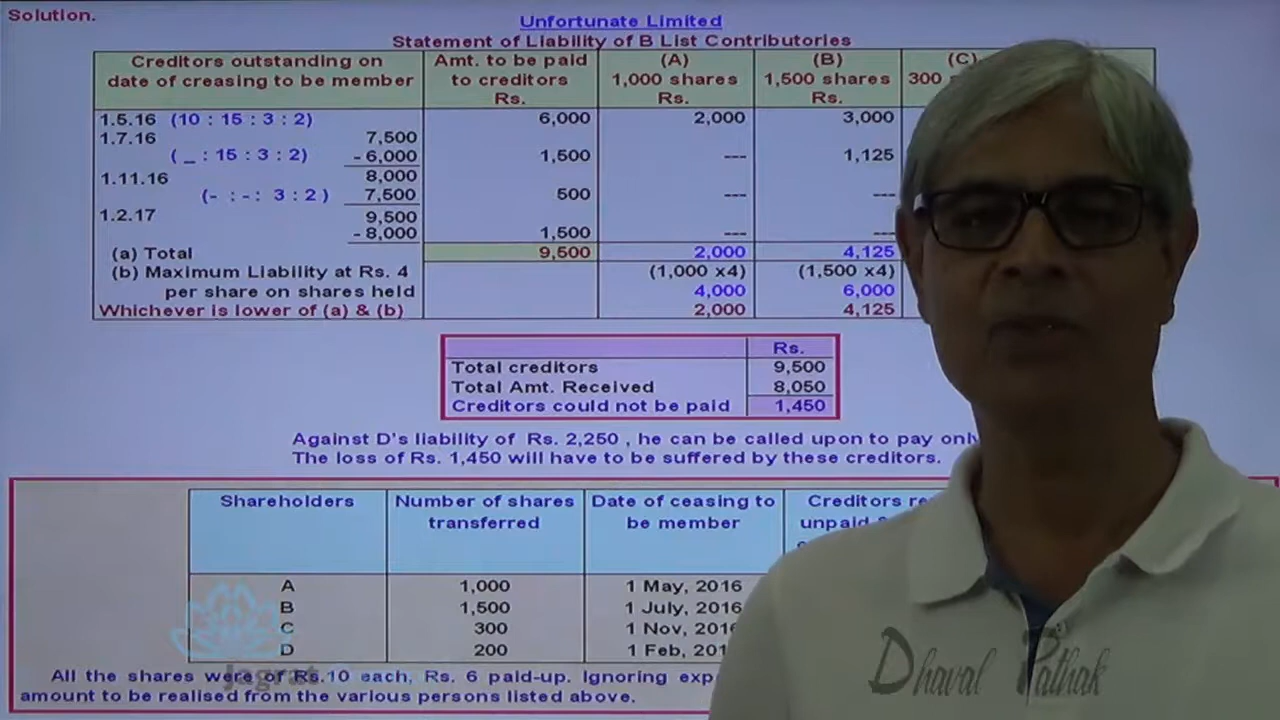 Solution.
Unfortunate Limited
Statement of Liability of B List Contributories
Creditors outstanding on date of creasing to be member | Amt. to be paid to creditors Rs. | (A) 1,000 shares Rs. | (B) 1,500 shares Rs. | (C) 300
1.5.16 (10 : 15 : 3 : 2) 6,000 2,000 3,000
1.7.16 7,500
( _ : 15 : 3 : 2) - 6,000 1,500 --- 1,125
1.11.16 8,000
(- : -: 3 : 2 ) 7,500 500 --- ---
1.2.17 9,500
- 8,000 1,500 --- ---
(a) Total 9,500 2,000 4,125
(b) Maximum Liability at Rs. 4 (1,000 x4) (1,500 x4)
per share on shares held 4,000 6,000
Whichever is lower of (a) & (b) 2,000 4,125
Rs.
Total creditors 9,500
Total Amt. Received 8,050
Creditors could not be paid 1,450
Against D's liability of Rs. 2,250 , he can be called upon to pay only
The loss of Rs. 1,450 will have to be suffered by these creditors.
Shareholders | Number of shares transferred | Date of ceasing to be member | Creditors unpaid
A 1,000 1 May, 2016
B 1,500 1 July, 2016
C 300 1 Nov, 201
D 200 1 Feb, 201
All the shares were of Rs.10 each, Rs. 6 paid-up. Ignoring
amount to be realised from the various persons listed above.
Jagrat
Dhaval Pathak